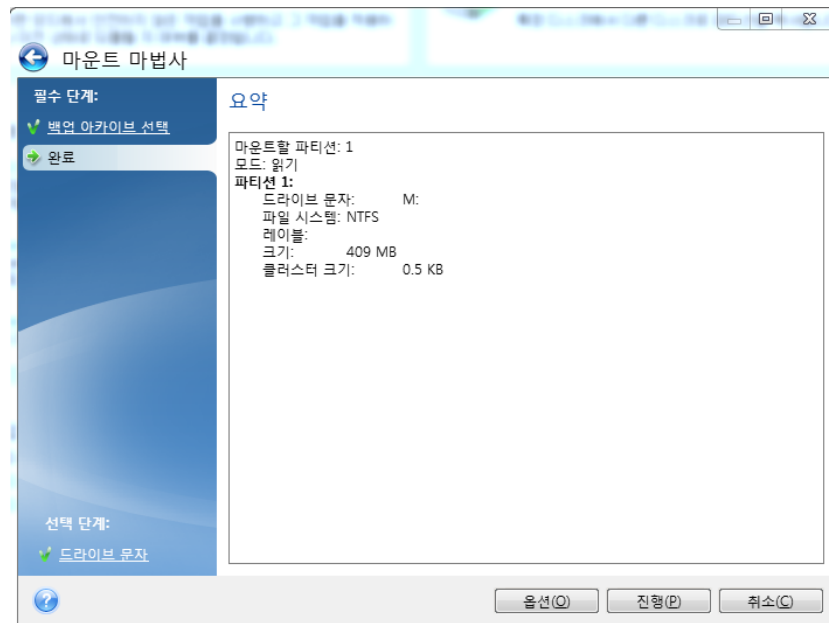 마운트 마법사
필수 단계:
백업 아카이브 선택
완료
요약
마운트할 파티션: 1
모드: 읽기
파티션 1:
드라이브 문자: M:
파일 시스템: NTFS
레이블:
크기: 409 MB
클러스터 크기: 0.5 KB
선택 단계:
드라이브 문자
옵션(O)
진행(P)
취소(C)